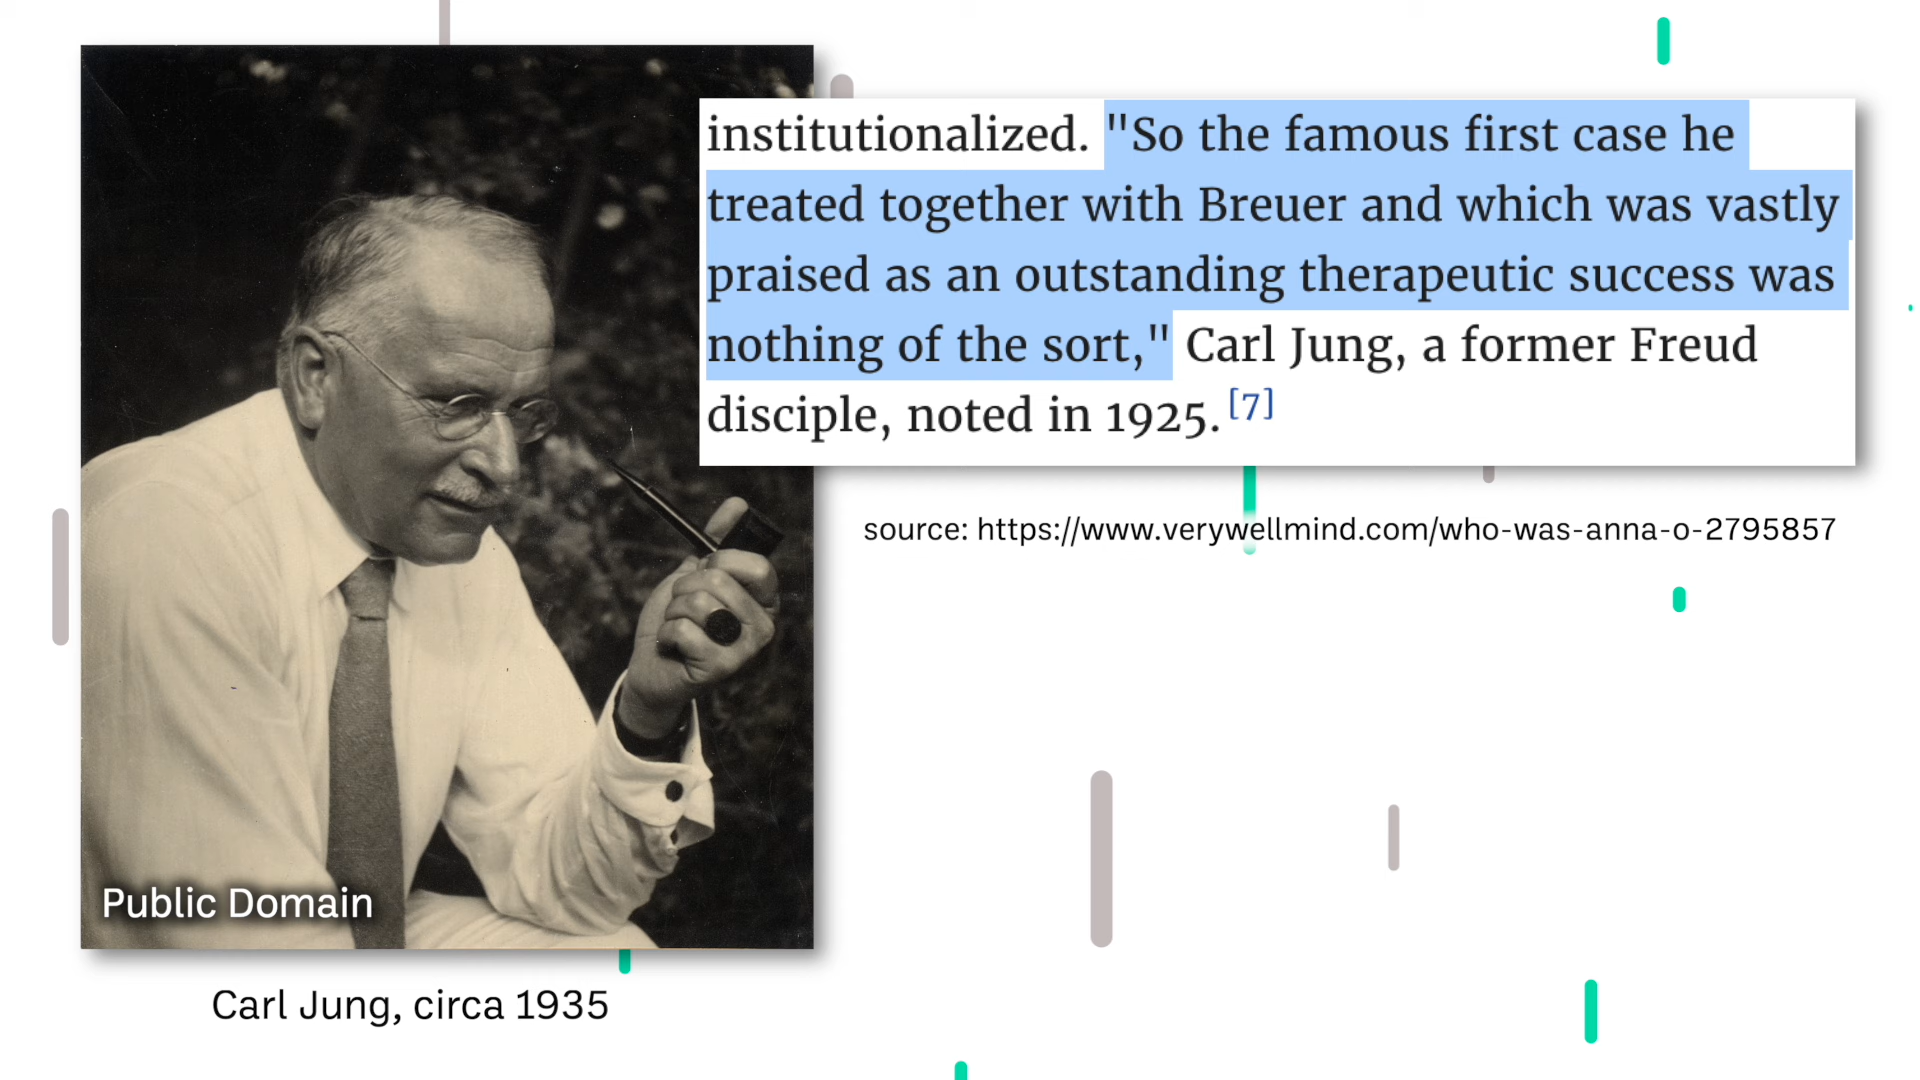 institutionalized. "So the famous first case he
treated together with Breuer and which was vastly
praised as an outstanding therapeutic success was
nothing of the sort," Carl Jung, a former Freud
disciple, noted in 1925.[7]
source: https://www.verywellmind.com/who-was-anna-o-2795857
Public Domain
Carl Jung, circa 1935